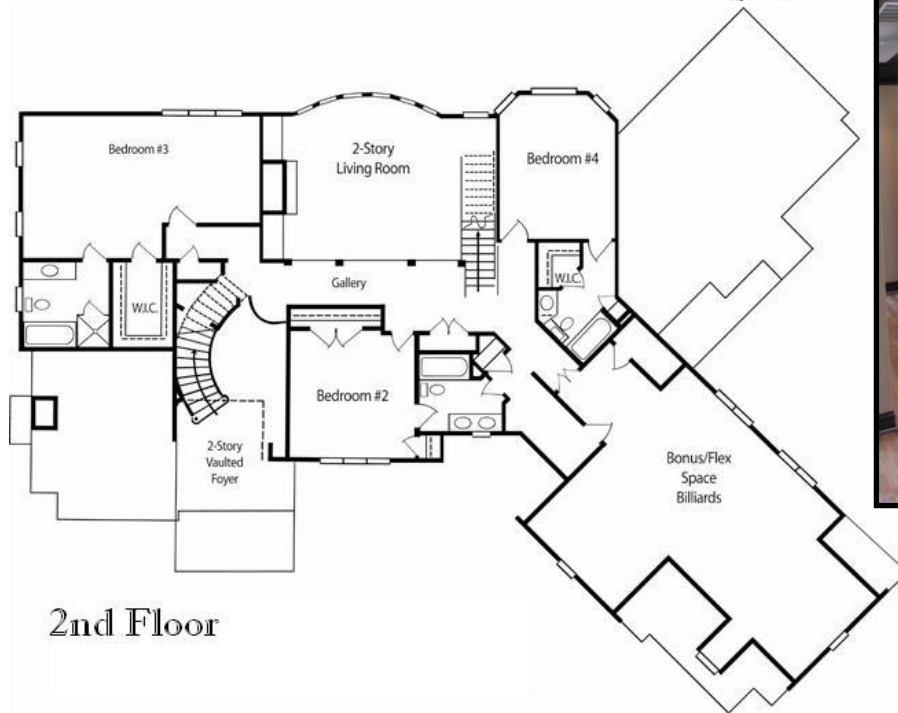 Bedroom #3
2-Story
Living Room
Bedroom #4
W.I.C.
Gallery
W.I.C.
Bedroom #2
2-Story
Vaulted
Foyer
Bonus/Flex
Space
Billiards
2nd Floor